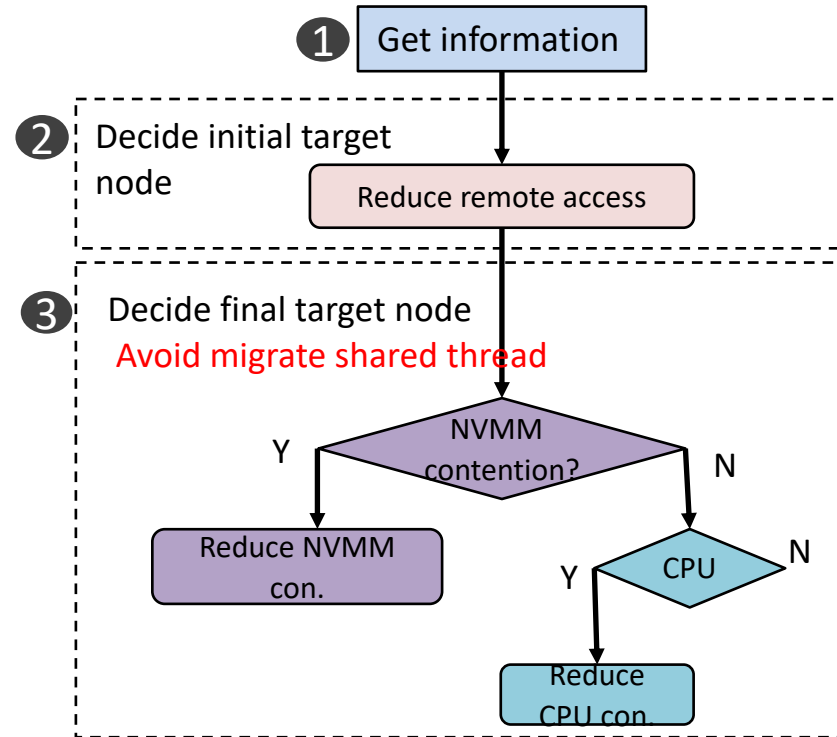 1 Get information
2 Decide initial target
node
Reduce remote access
3 Decide final target node
Avoid migrate shared thread
NVMM
contention?
Y
N
Reduce NVMM
con.
CPU
N
Y
Reduce
CPU con.